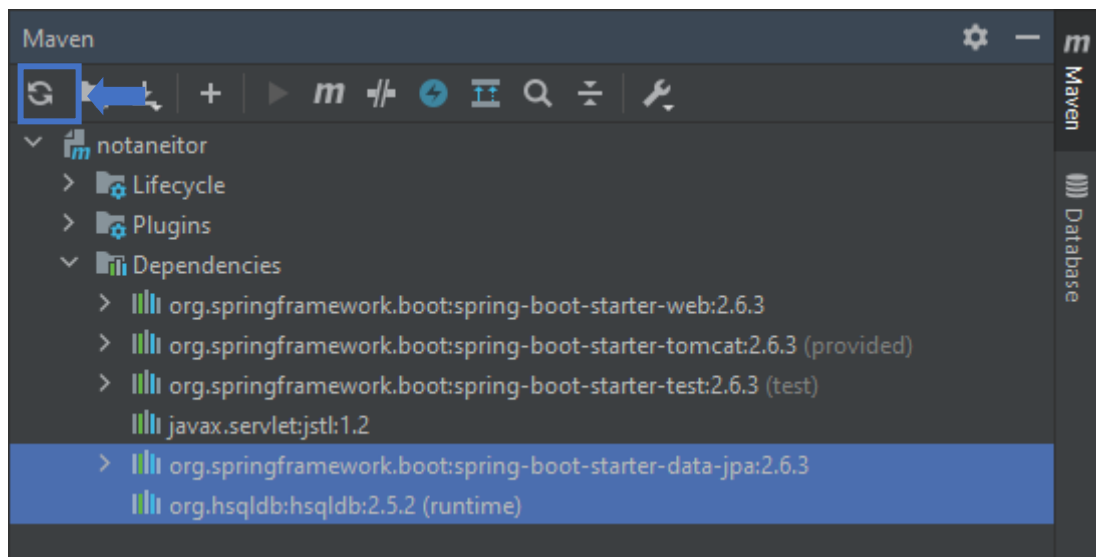 Maven
m
notaneitor
Lifecycle
Plugins
Dependencies
org.springframework.boot:spring-boot-starter-web:2.6.3
org.springframework.boot:spring-boot-starter-tomcat:2.6.3 (provided)
org.springframework.boot:spring-boot-starter-test:2.6.3 (test)
javax.servlet:jstl:1.2
org.springframework.boot:spring-boot-starter-data-jpa:2.6.3
org.hsqldb:hsqldb:2.5.2 (runtime)
m Maven
Database